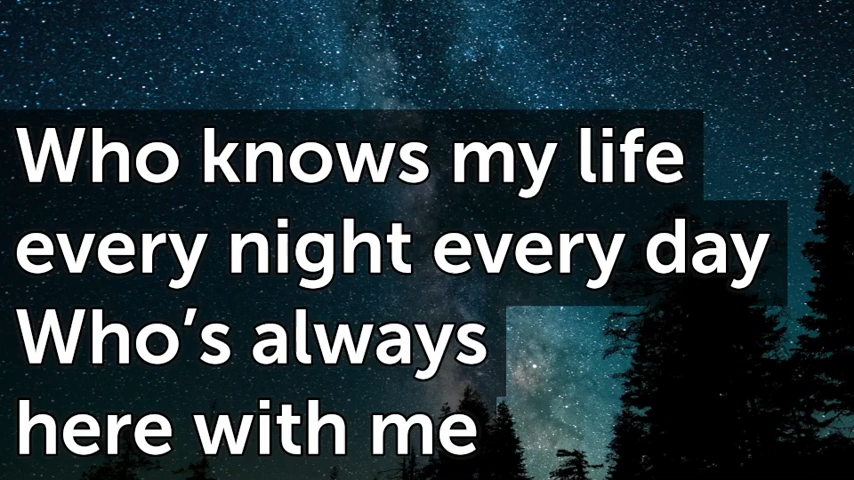 Who knows my life
every night every day
Who’s always
here with me